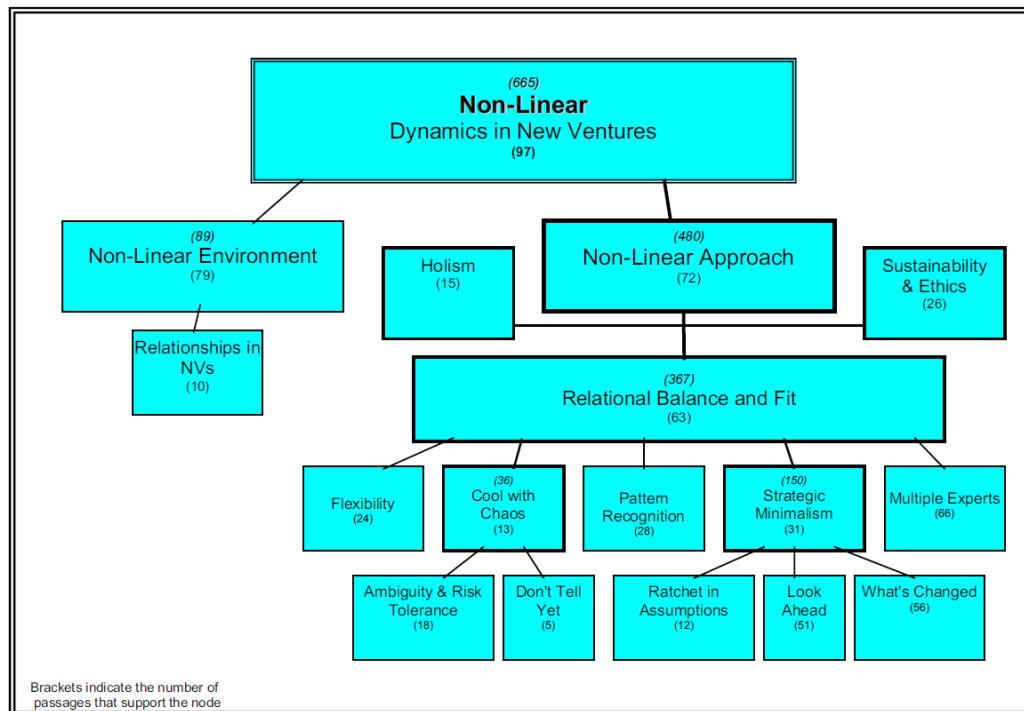 (665)
Non-Linear
Dynamics in New Ventures
(97)
(89)
Non-Linear Environment
(79)
(480)
Non-Linear Approach
(72)
Holism
(15)
Sustainability
& Ethics
(26)
Relationships in
NVs
(10)
(367)
Relational Balance and Fit
(63)
Flexibility
(24)
(36)
Cool with
Chaos
(13)
Pattern
Recognition
(28)
(150)
Strategic
Minimalism
(31)
Multiple Experts
(66)
Ambiguity & Risk
Tolerance
(18)
Don't Tell
Yet
(5)
Ratchet in
Assumptions
(12)
Look
Ahead
(51)
What's Changed
(56)
Brackets indicate the number of
passages that support the node